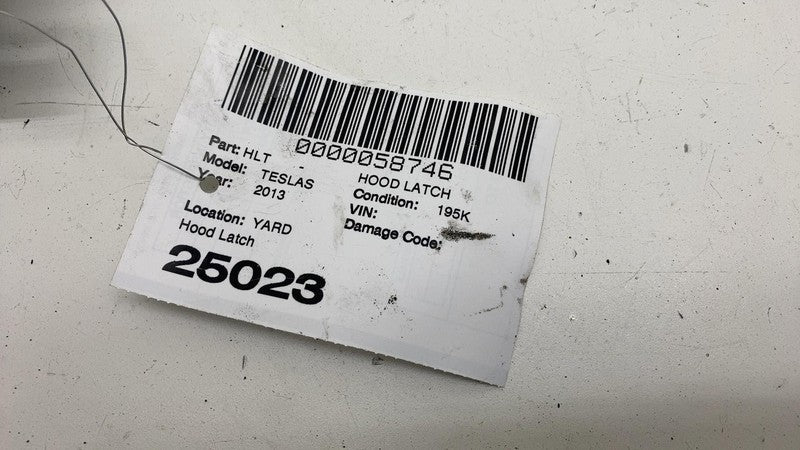 0000058746
Part: HLT - HOOD LATCH
Model: TESLAS Condition: 195K
Year: 2013 VIN:
Damage Code:
Location: YARD
Hood Latch
25023